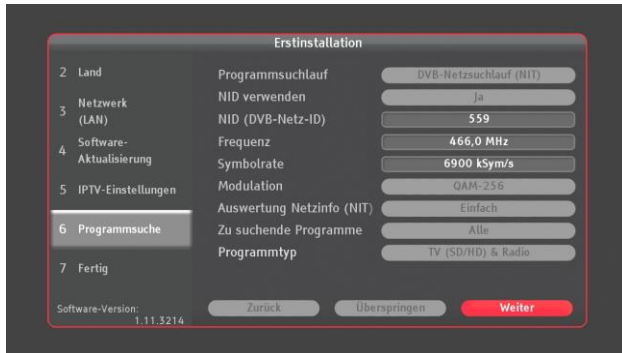 Erstinstallation
2 Land
3 Netzwerk
(LAN)
4 Software-
Aktualisierung
5 IPTV-Einstellungen
6 Programmsuche
7 Fertig
Software-Version:
1.11.3214
Programmsuchlauf DVB-Netzsuchlauf (NIT)
NID verwenden Ja
NID (DVB-Netz-ID) 559
Frequenz 466,0 MHz
Symbolrate 6900 kSym/s
Modulation QAM-256
Auswertung Netzinfo (NIT) Einfach
Zu suchende Programme Alle
Programmtyp TV (SD/HD) & Radio
Zurück Überspringen Weiter